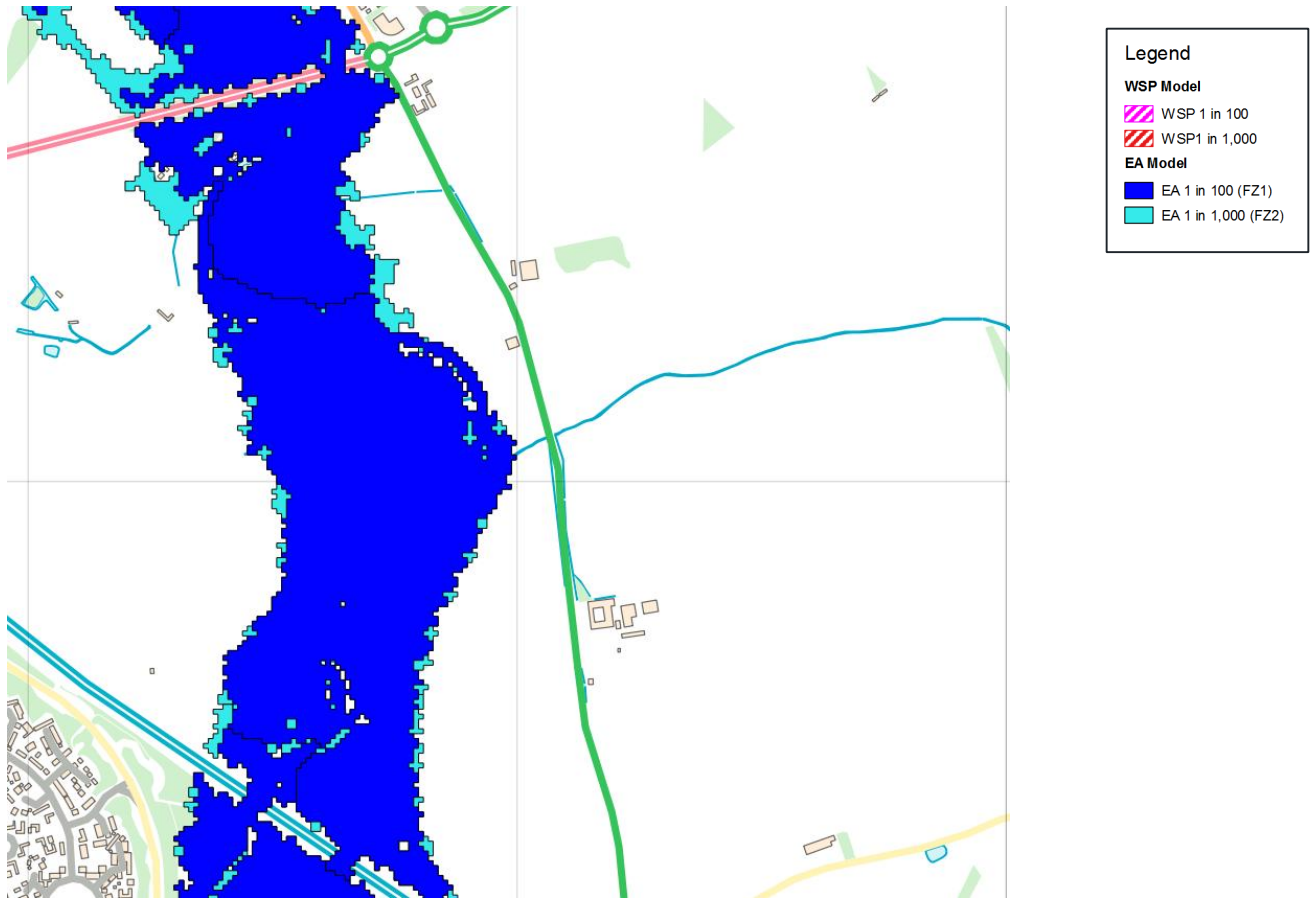 Legend
WSP Model
WSP 1 in 100
WSP1 in 1,000
EA Model
EA 1 in 100 (FZ1)
EA 1 in 1,000 (FZ2)